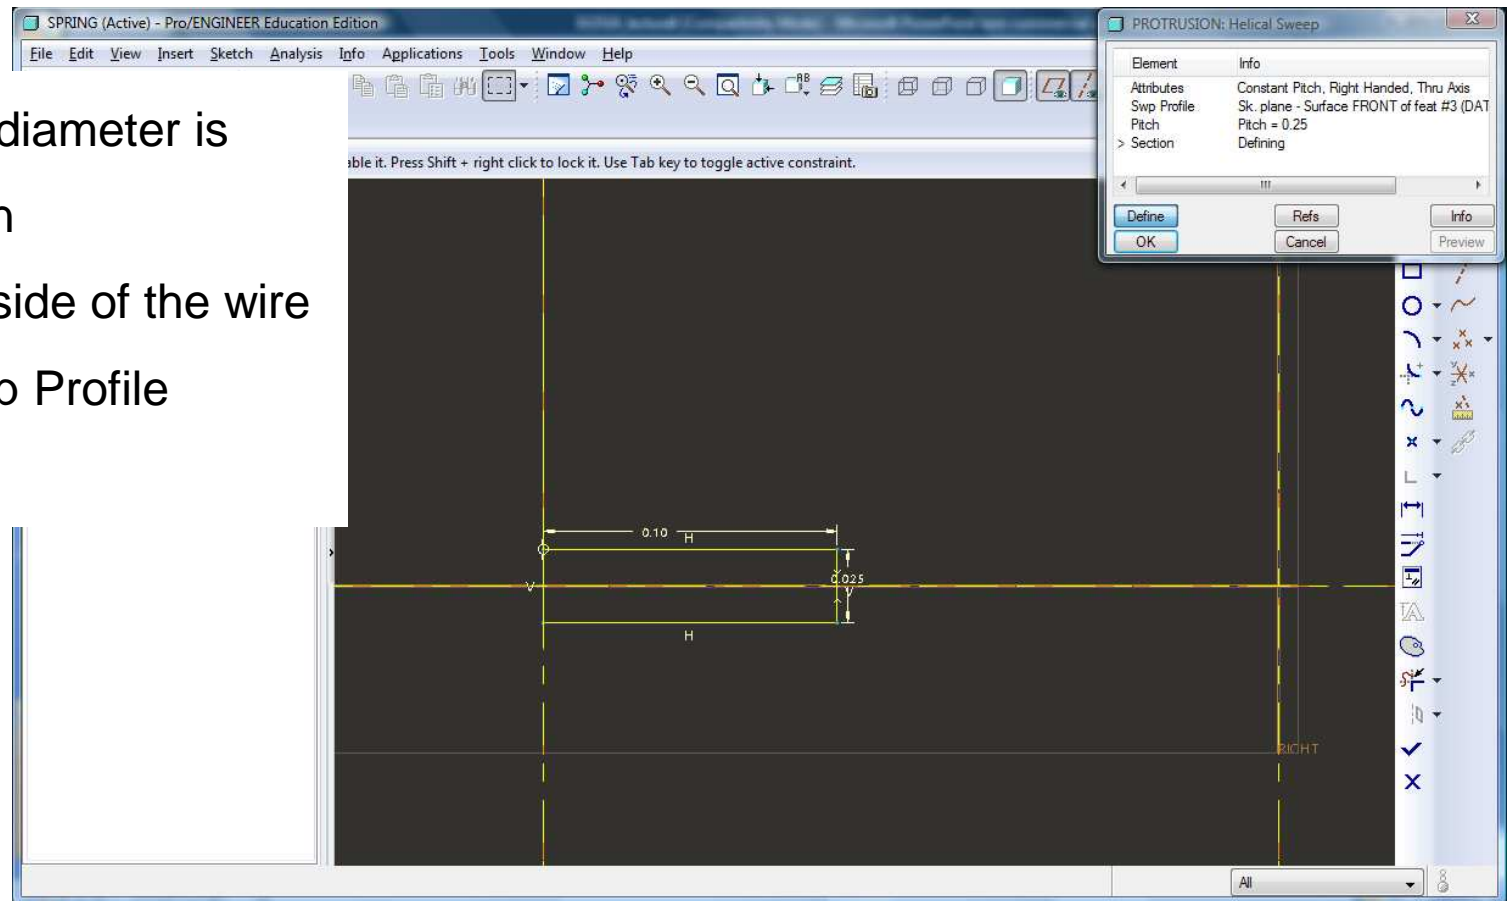 SPRING (Active) - Pro/ENGINEER Education Edition
File Edit View Insert Sketch Analysis Info Applications Tools Window Help
diameter is
side of the wire
Profile
able it. Press Shift + right click to lock it. Use Tab key to toggle active constraint.
PROTRUSION: Helical Sweep
Element Info
Attributes Constant Pitch, Right Handed, Thru Axis
Swp Profile Sk. plane - Surface FRONT of feat #3 (DAT
Pitch Pitch = 0.25
> Section Defining
Define Refs Info
OK Cancel Preview
0.10 H
V 0.025
V
H
RIGHT
All